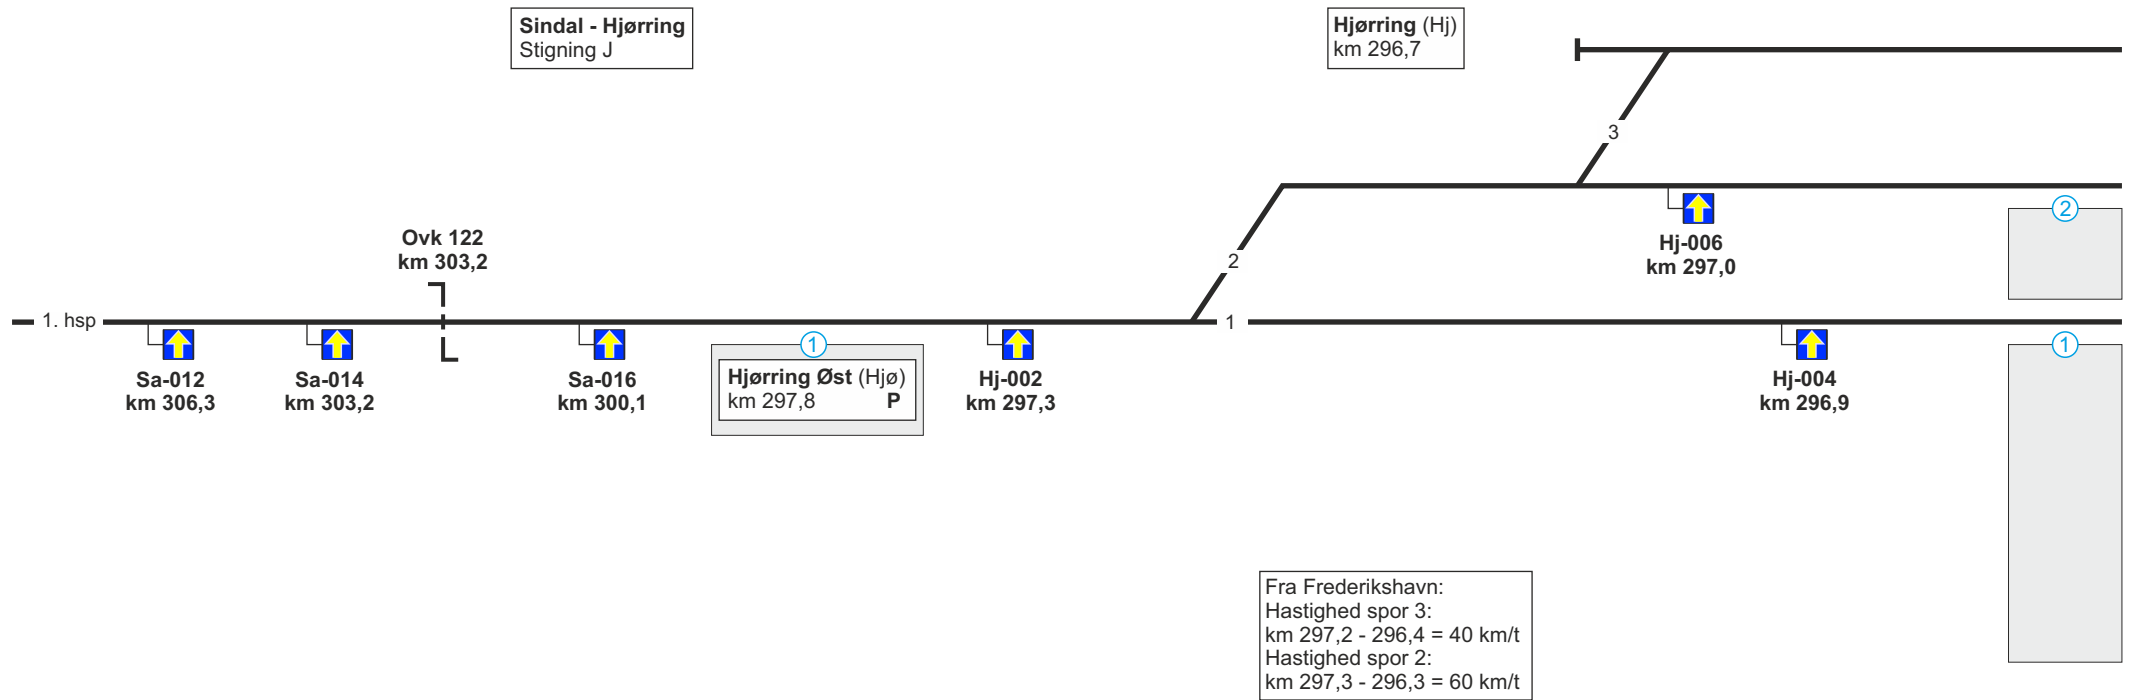 Sindal - Hjørring
Stigning J
Hjørring (Hj)
km 296,7
3
2
Ovk 122
km 303,2
2
Hj-006
km 297,0
1. hsp
1
Sa-012
km 306,3
Sa-014
km 303,2
Sa-016
km 300,1
1
Hjørring Øst (Hjø)
km 297,8 P
Hj-002
km 297,3
Hj-004
km 296,9
1
Fra Frederikshavn:
Hastighed spor 3:
km 297,2 - 296,4 = 40 km/t
Hastighed spor 2:
km 297,3 - 296,3 = 60 km/t